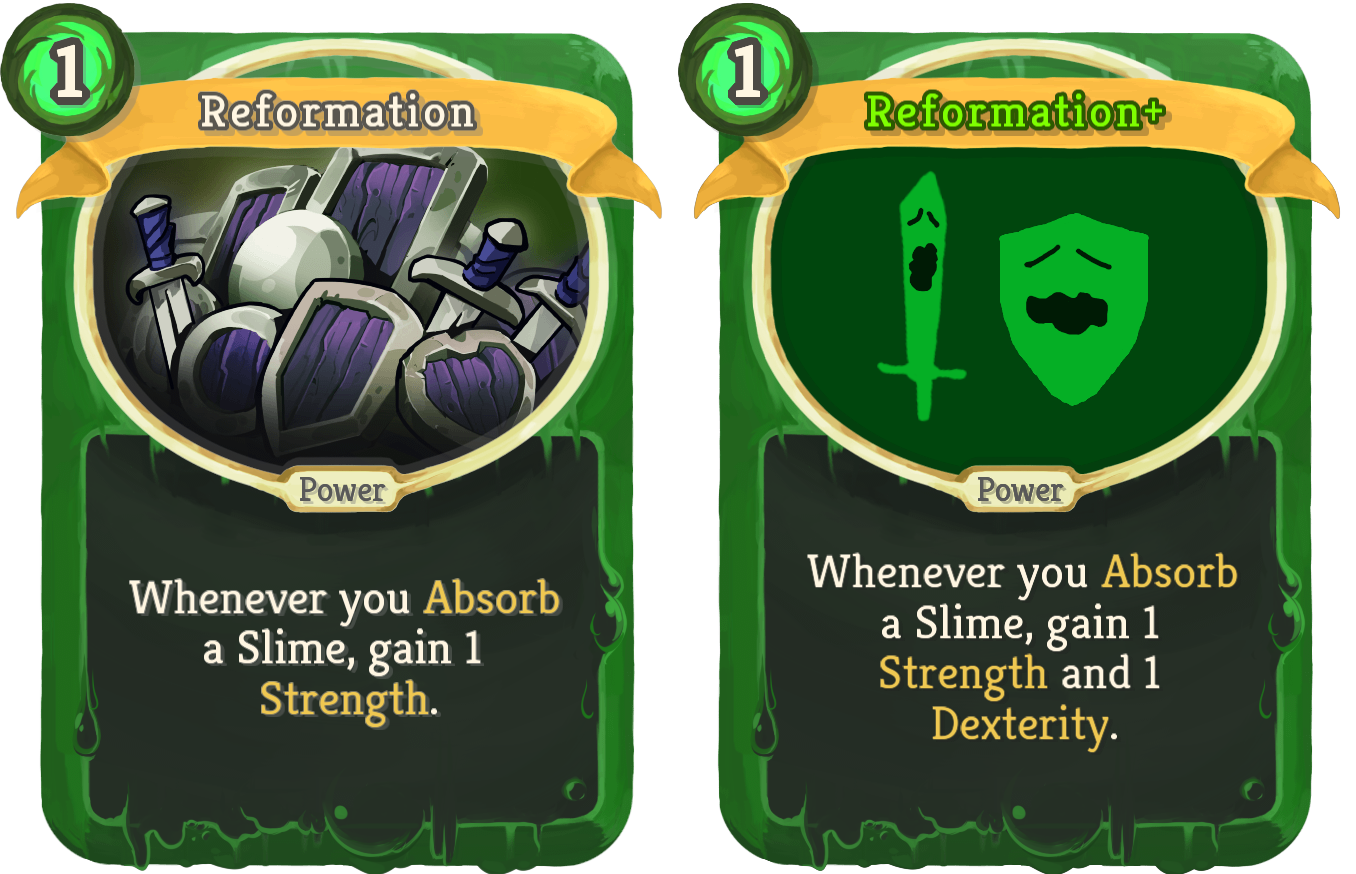 1
Reformation
Power
Whenever you Absorb
a Slime, gain 1
Strength.
1
Reformation+
Power
Whenever you Absorb
a Slime, gain 1
Strength and 1
Dexterity.